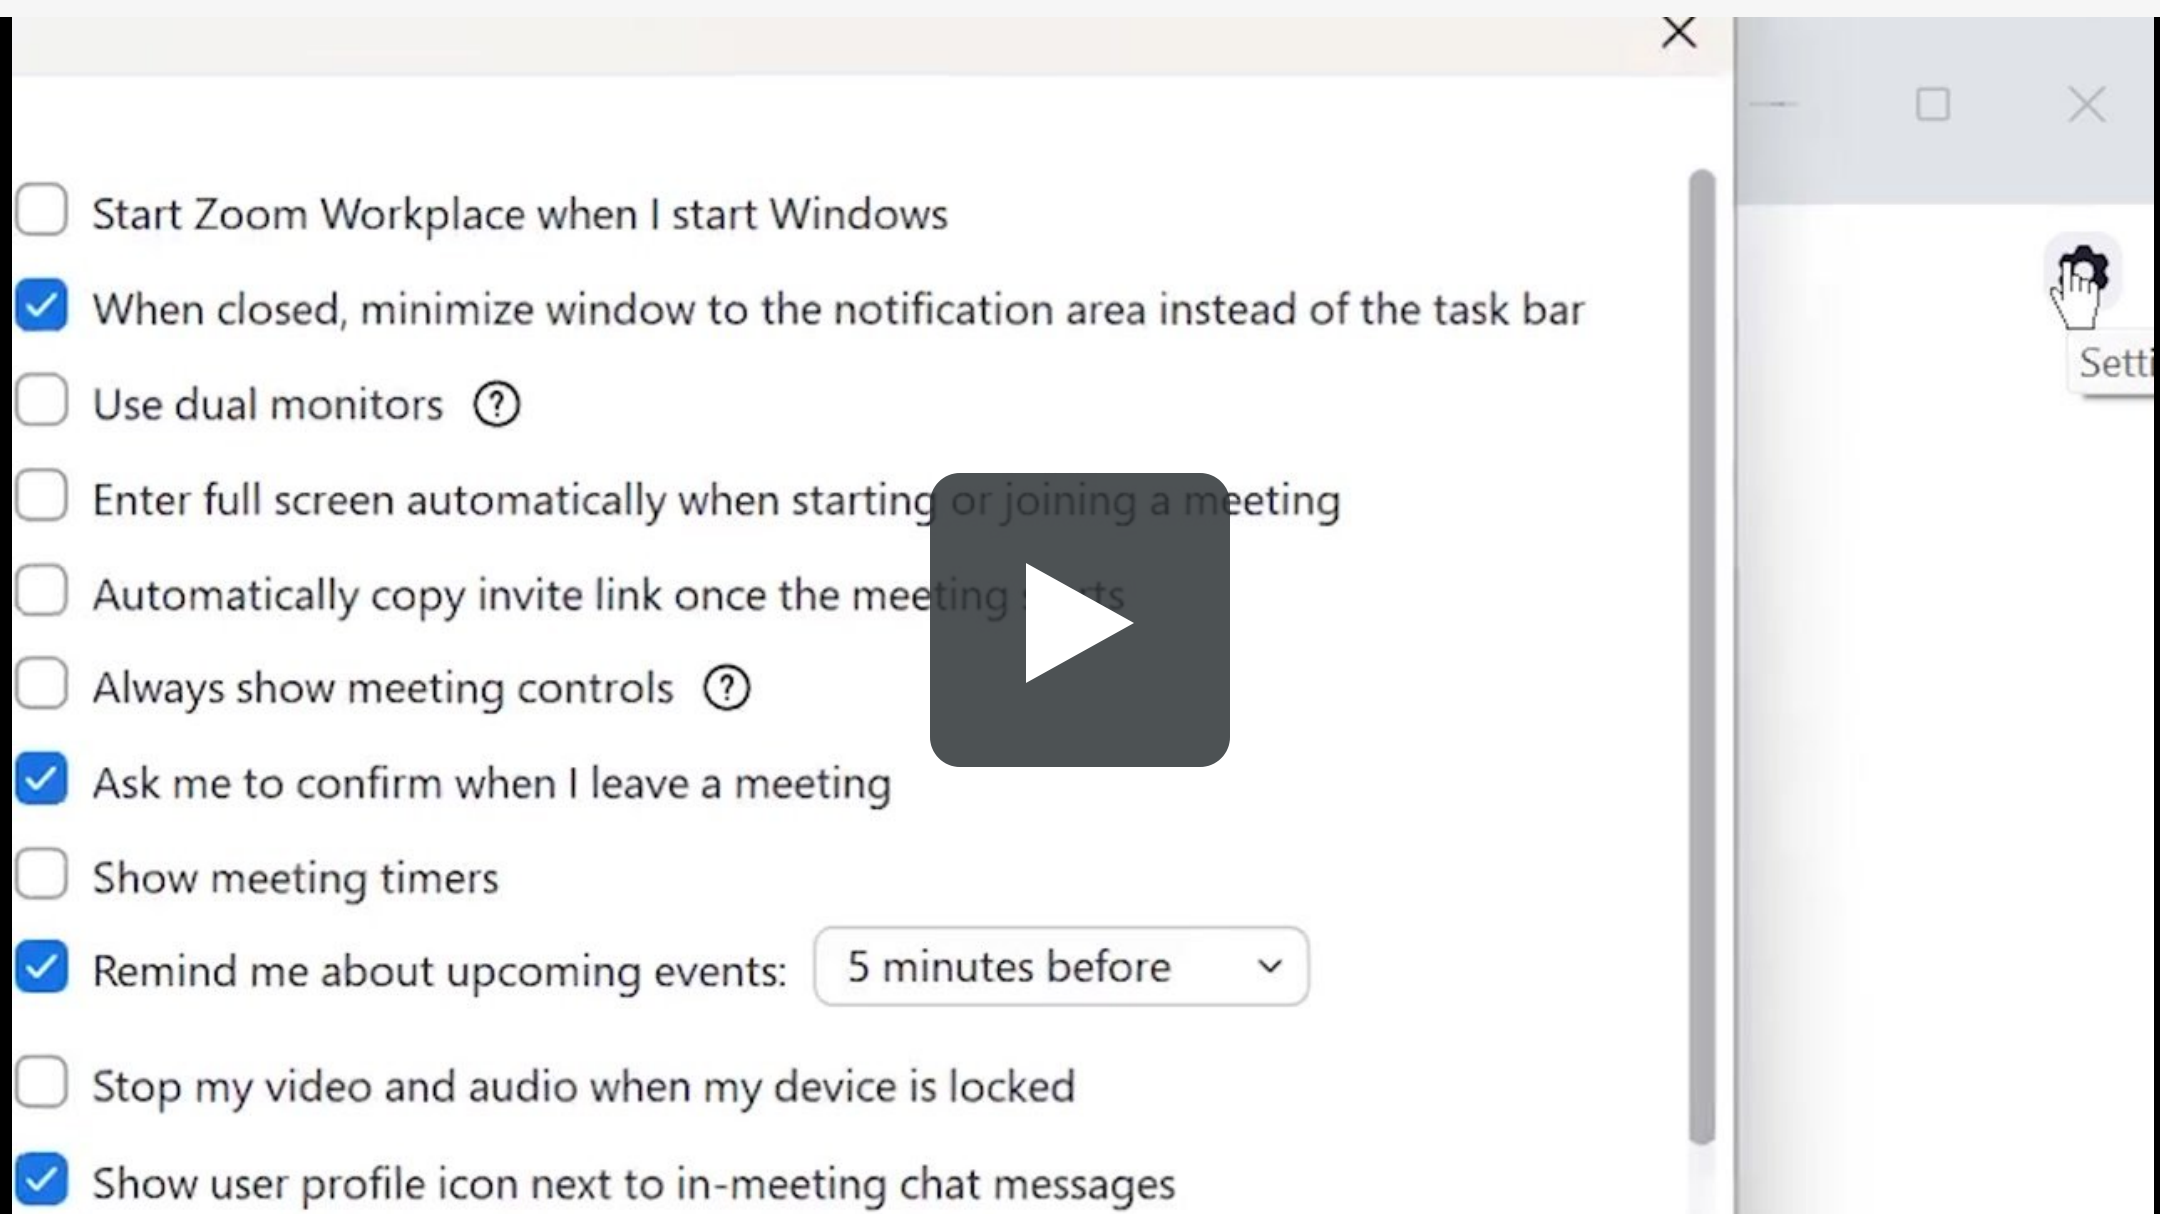 Start Zoom Workplace when I start Windows
When closed, minimize window to the notification area instead of the task bar
Setti
Use dual monitors ?
Enter full screen automatically when starting or joining a meeting
Automatically copy invite link once the meeting starts
Always show meeting controls ?
Ask me to confirm when I leave a meeting
Show meeting timers
Remind me about upcoming events: 5 minutes before
Stop my video and audio when my device is locked
Show user profile icon next to in-meeting chat messages